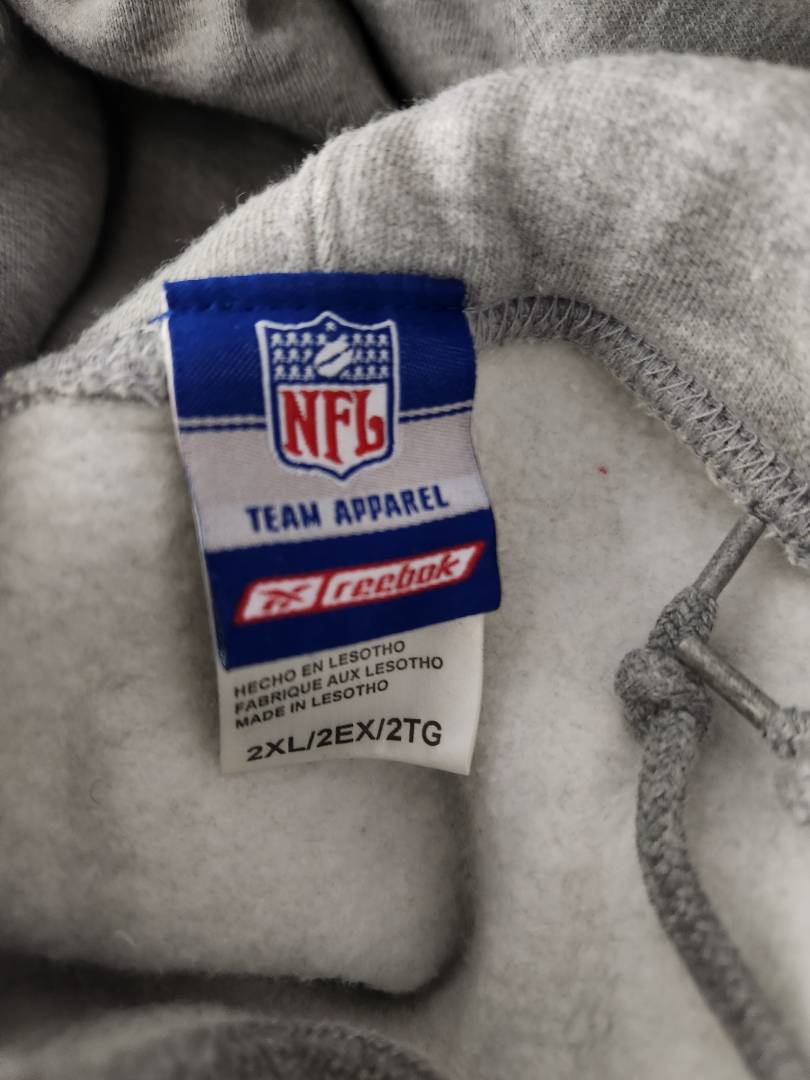 NFL
TEAM APPAREL
reebok
HECHO EN LESOTHO
FABRIQUE AUX LESOTHO
MADE IN LESOTHO
2XL/2EX/2TG